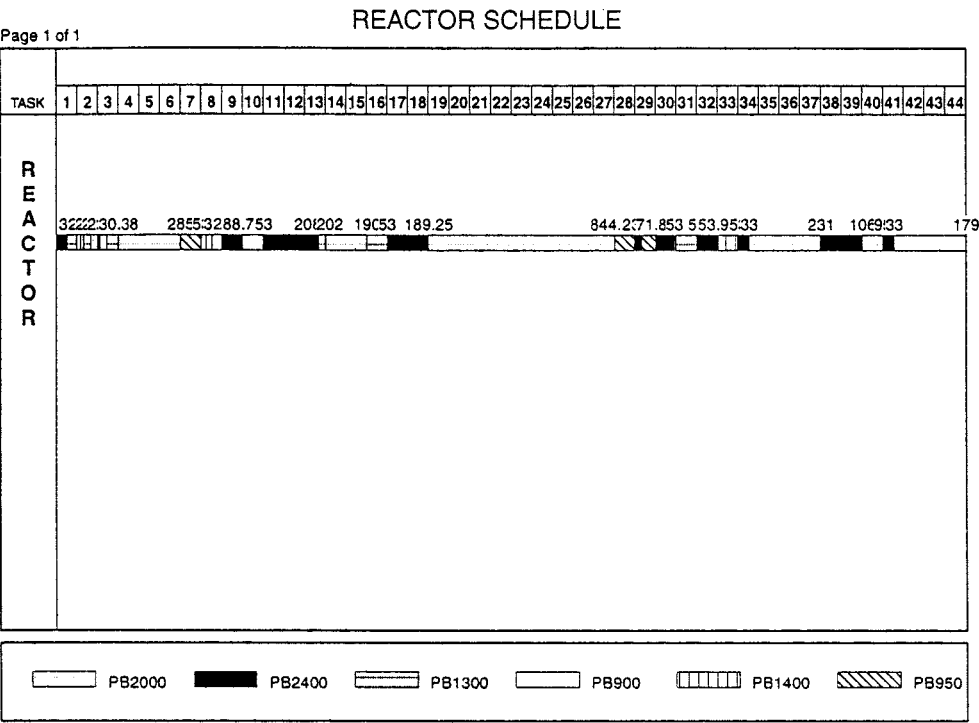 REACTOR SCHEDULE
Page 1 of 1
TASK 1 2 3 4 5 6 7 8 9 10 11 12 13 14 15 16 17 18 19 20 21 22 23 24 25 26 27 28 29 30 31 32 33 34 35 36 37 38 39 40 41 42 43 44
REACTOR
189.25 231 179
PB2000 PB2400 PB1300 PB900 PB1400 PB950